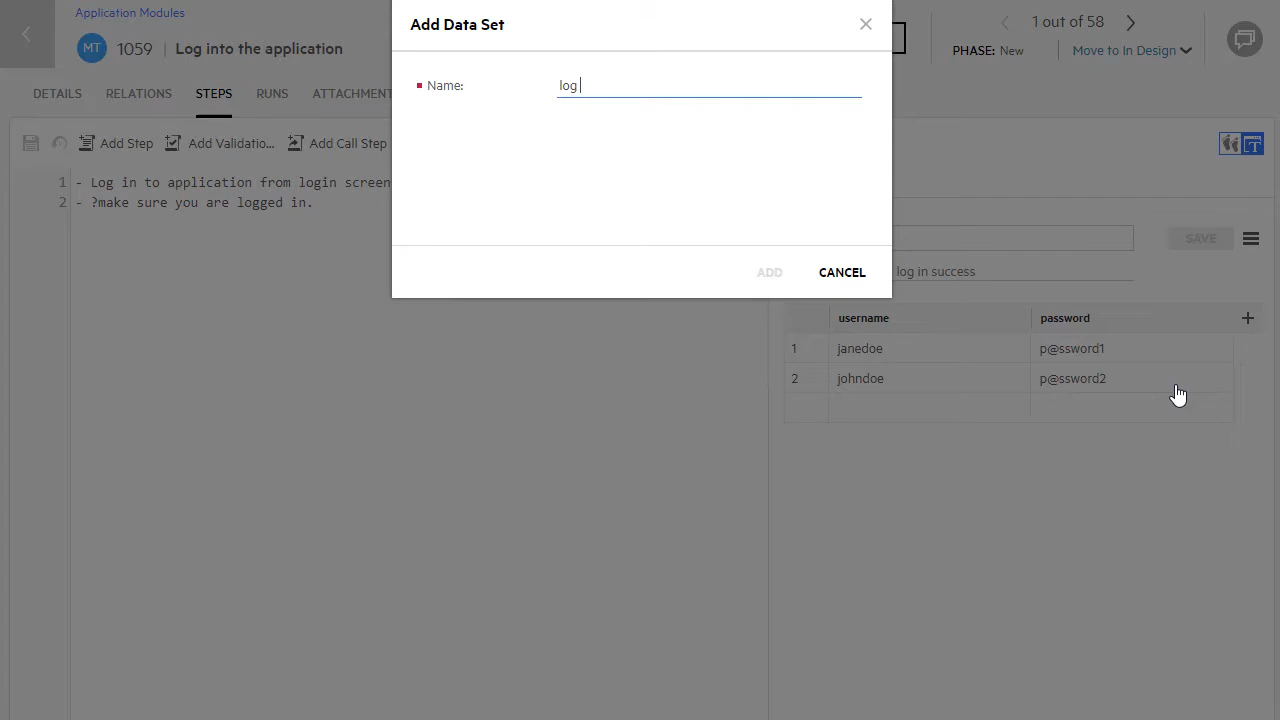 Application Modules
MT 1059 Log into the application
1 out of 58
PHASE: New
Move to In Design
DETAILS RELATIONS STEPS RUNS ATTACHMENT
Add Data Set
Name: log
ADD CANCEL
Add Step Add Validatio... Add Call Step
T
1 - Log in to application from login screen
2 - ?make sure you are logged in.
SAVE
log in success
username password
1 janedoe p@ssword1
2 johndoe p@ssword2